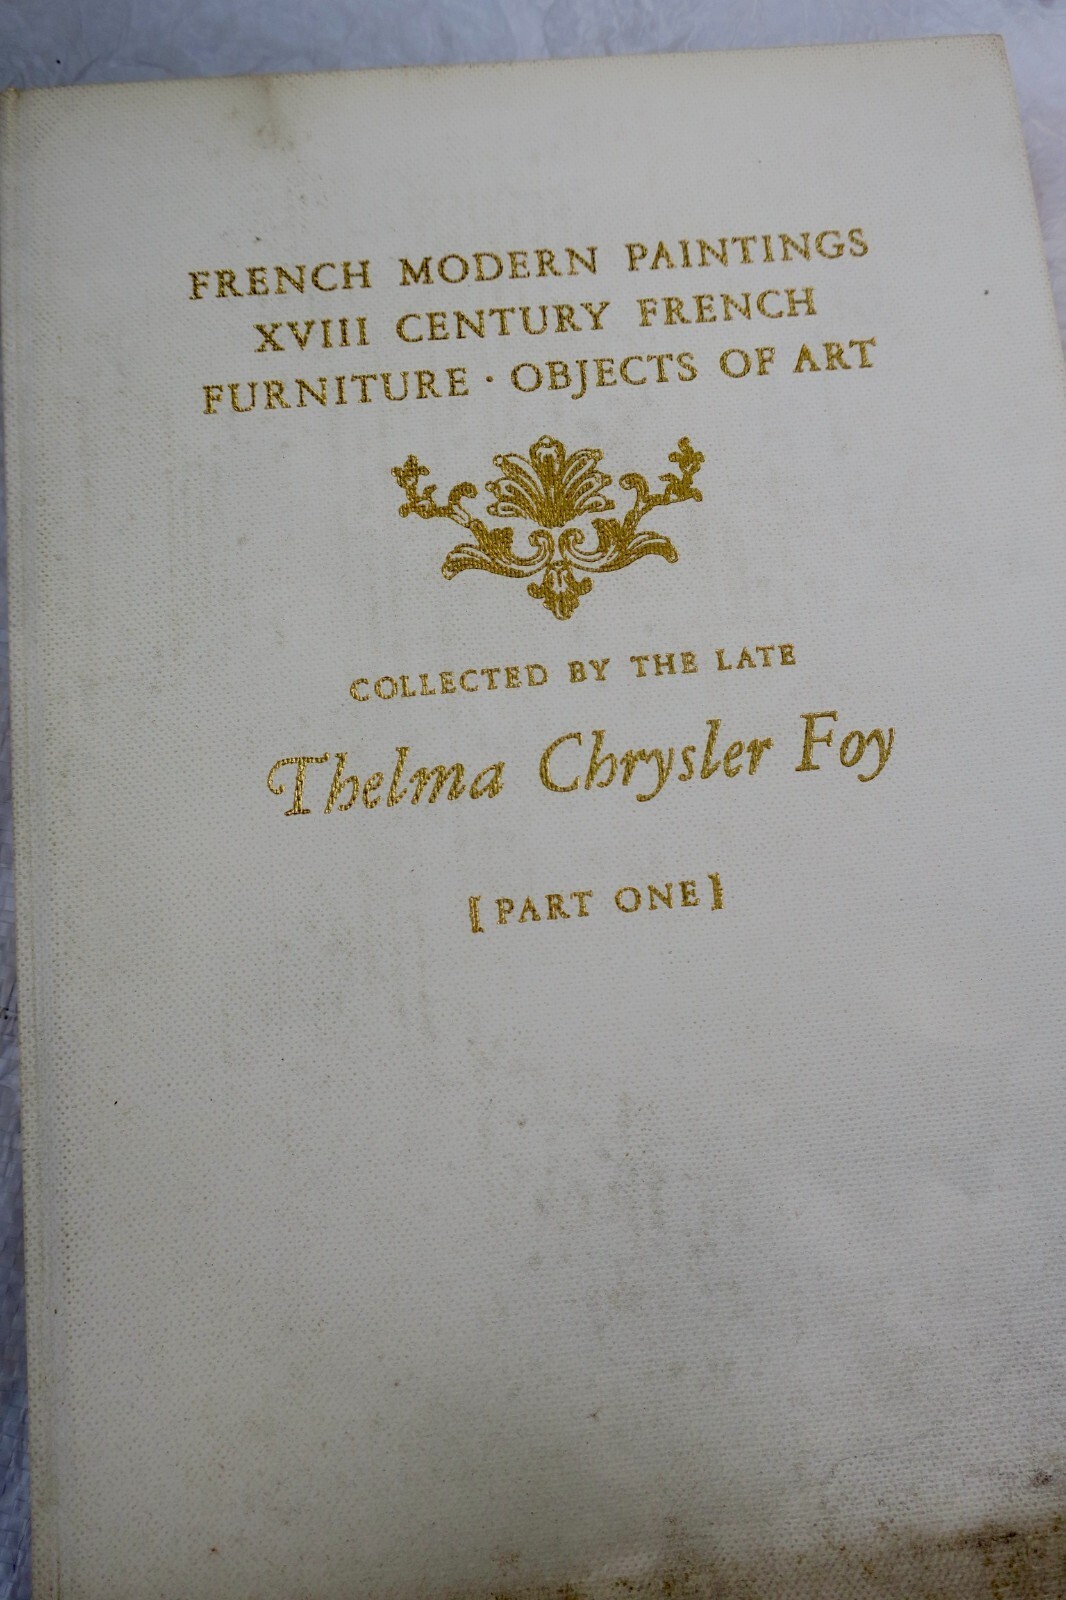 FRENCH MODERN PAINTINGS
XVIII CENTURY FRENCH
FURNITURE · OBJECTS OF ART
COLLECTED BY THE LATE
Thelma Chrysler Foy
[PART ONE]